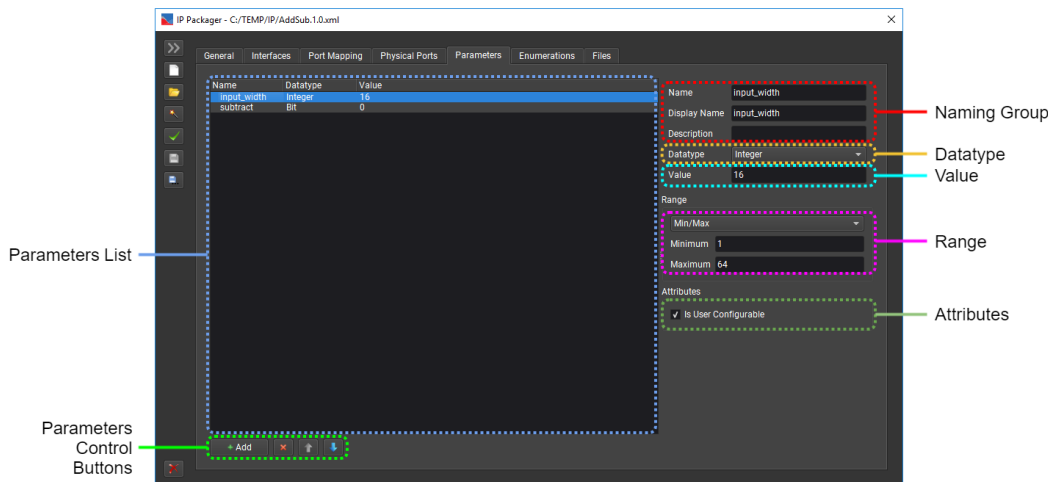 IP Packager - C:/TEMP/IP/AddSub.1.0.xml
General Interfaces Port Mapping Physical Ports Parameters Enumerations Files
Name Datatype Value
input_width Integer 16
subtract Bit 0
Name input_width
Display Name input_width
Description
Datatype Integer
Value 16
Range
Min/Max
Minimum 1
Maximum 64
Attributes
Is User Configurable
+ Add
Naming Group
Datatype
Value
Range
Attributes
Parameters List
Parameters
Control
Buttons